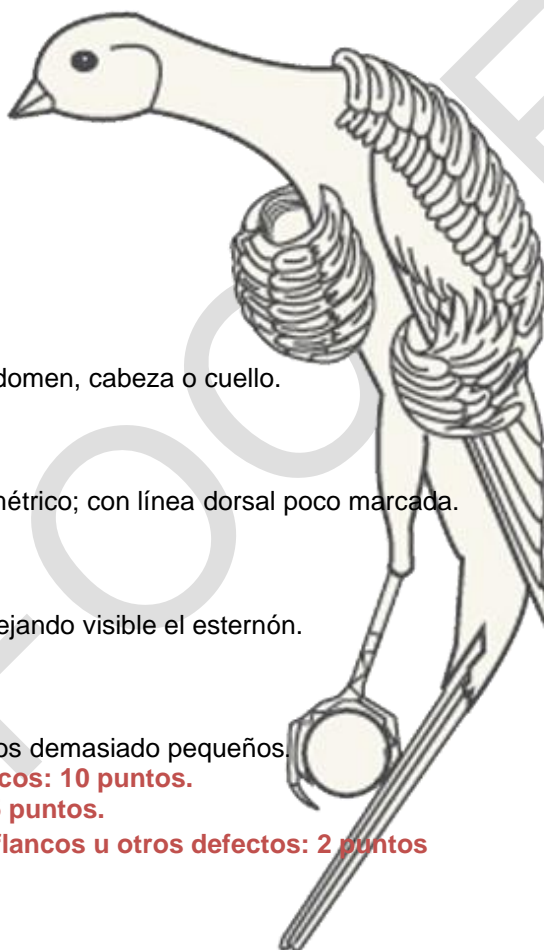 domen, cabeza o cuello.
métrico; con línea dorsal poco marcada.
ejando visible el esternón.
os demasiado pequeños.
cos: 10 puntos.
puntos.
flancos u otros defectos: 2 puntos